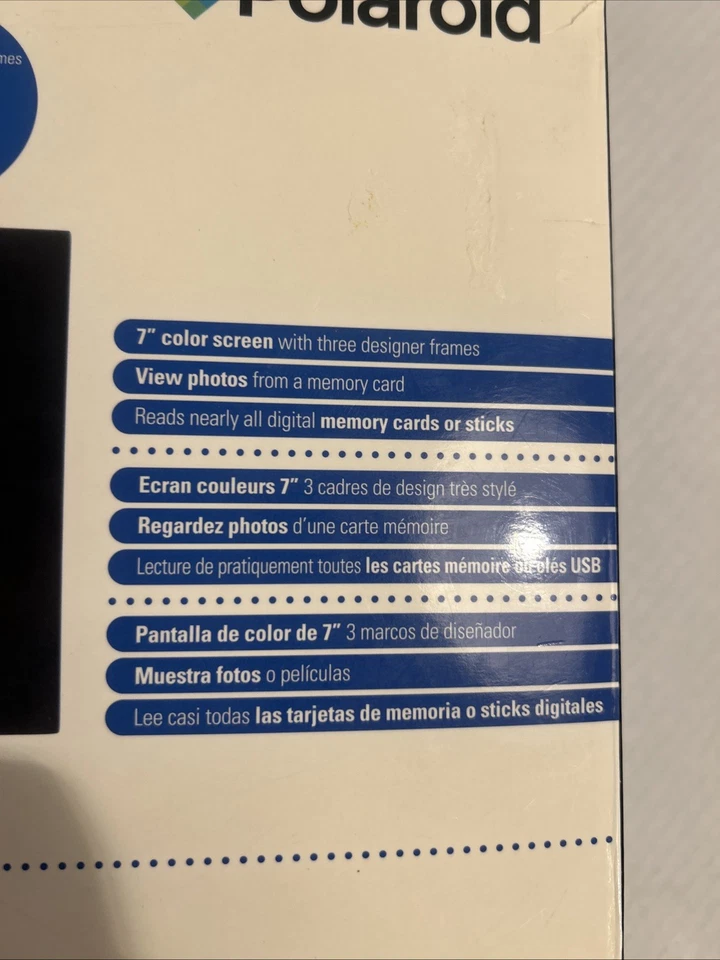 Polaroid
7" color screen with three designer frames
View photos from a memory card
Reads nearly all digital memory cards or sticks
Ecran couleurs 7" 3 cadres de design très stylé
Regardez photos d'une carte mémoire
Lecture de pratiquement toutes les cartes mémoire ou clés USB
Pantalla de color de 7" 3 marcos de diseñador
Muestra fotos o películas
Lee casi todas las tarjetas de memoria o sticks digitales